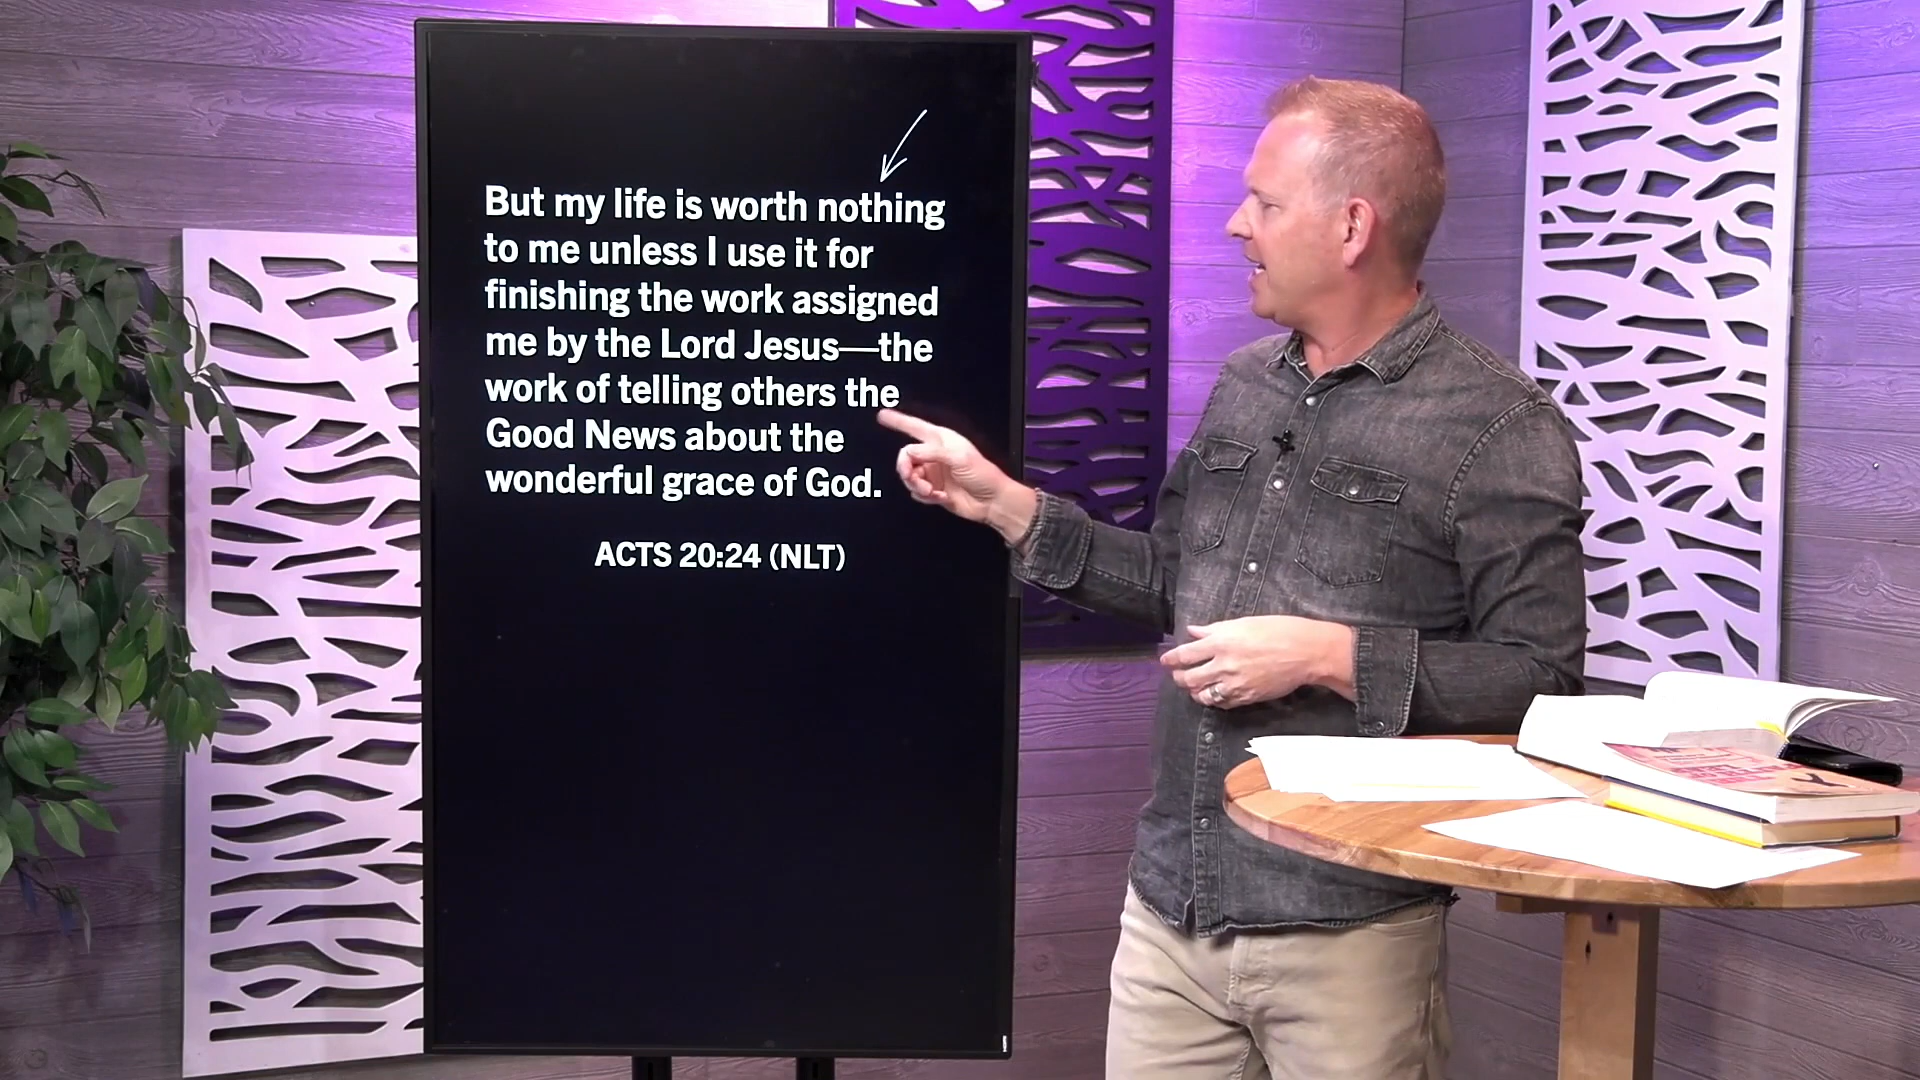 But my life is worth nothing
to me unless I use it for
finishing the work assigned
me by the Lord Jesus—the
work of telling others the
Good News about the
wonderful grace of God.
ACTS 20:24 (NLT)